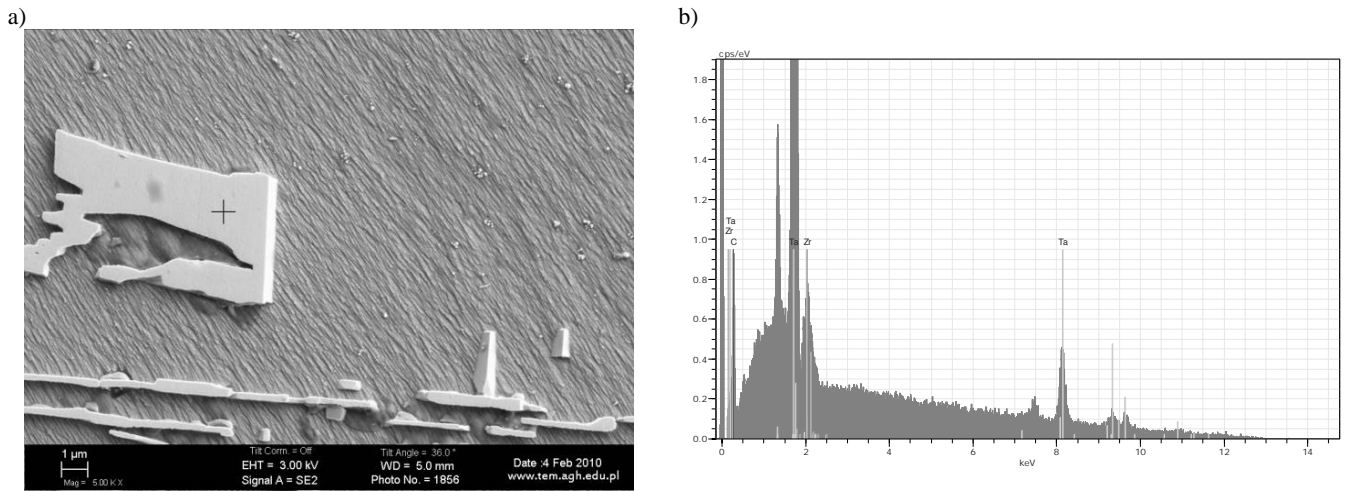 a)
b)
1 µm
Mag = 5.00 K X
Tilt Corrn. = Off
EHT = 3.00 kV
Signal A = SE2
Tilt Angle = 36.0 °
WD = 5.0 mm
Photo No. = 1856
Date :4 Feb 2010
www.tem.agh.edu.pl
cps/eV
1.8
1.6
1.4
1.2
1.0
0.8
0.6
0.4
0.2
0.0
Ta
Zr
C
Ta
Zr
Ta
0
2
4
6
8
10
12
14
keV